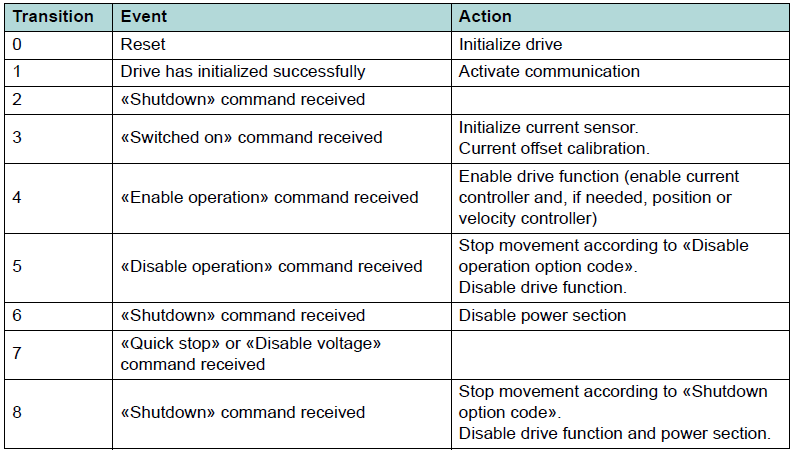 Transition Event Action
0 Reset Initialize drive
1 Drive has initialized successfully Activate communication
2 «Shutdown» command received
3 «Switched on» command received Initialize current sensor.
Current offset calibration.
4 «Enable operation» command received Enable drive function (enable current
controller and, if needed, position or
velocity controller)
5 «Disable operation» command received Stop movement according to «Disable
operation option code».
Disable drive function.
6 «Shutdown» command received Disable power section
7 «Quick stop» or «Disable voltage»
command received
8 «Shutdown» command received Stop movement according to «Shutdown
option code».
Disable drive function and power section.